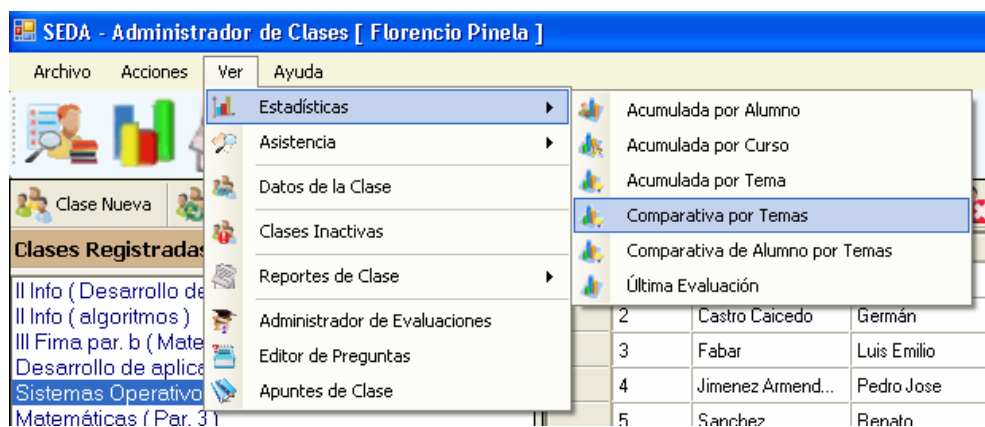 SEDA - Administrador de Clases [ Florencio Pinela ]
Archivo Acciones Ver Ayuda
Estadísticas
Asistencia
Datos de la Clase
Clases Inactivas
Reportes de Clase
Administrador de Evaluaciones
Editor de Preguntas
Apuntes de Clase
Acumulada por Alumno
Acumulada por Curso
Acumulada por Tema
Comparativa por Temas
Comparativa de Alumno por Temas
Última Evaluación
Clase Nueva
Clases Registradas
II Info ( Desarrollo de
II Info ( algoritmos )
III Fima par. b ( Mate
Desarrollo de aplica
Sistemas Operativo
Matemáticas ( Par. 3 )
2 Castro Caicedo Germán
3 Fabar Luis Emilio
4 Jimenez Armend... Pedro Jose
5 Sanchez Renato